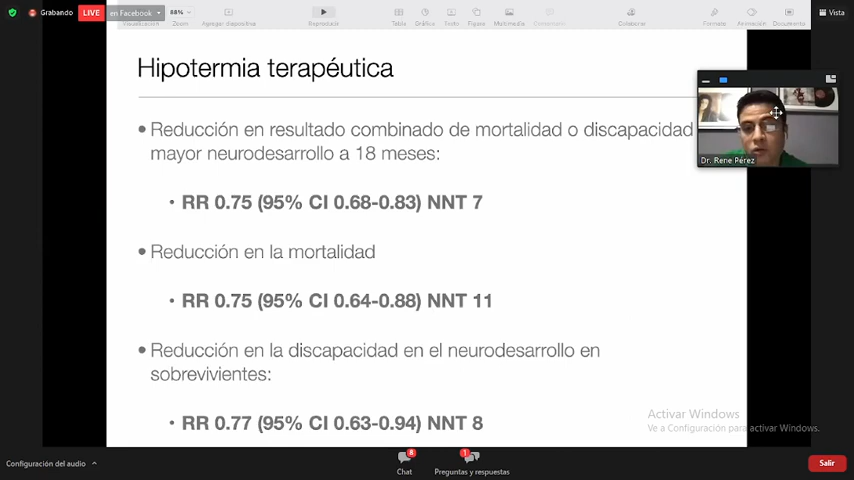 Grabando
LIVE
en Facebook
88%
Vista
Visualización
Zoom
Agregar diapositiva
Reproducir
Tabla
Gráfica
Texto
Figura
Multimedia
Comentario
Colaborar
Formato
Animación
Documento
Hipotermia terapéutica
• Reducción en resultado combinado de mortalidad o discapacidad
mayor neurodesarrollo a 18 meses:
• RR 0.75 (95% CI 0.68-0.83) NNT 7
• Reducción en la mortalidad
• RR 0.75 (95% CI 0.64-0.88) NNT 11
• Reducción en la discapacidad en el neurodesarrollo en
sobrevivientes:
• RR 0.77 (95% CI 0.63-0.94) NNT 8
Dr. Rene Pérez
Activar Windows
Ve a Configuración para activar Windows.
Configuración del audio
8
Chat
1
Preguntas y respuestas
Salir